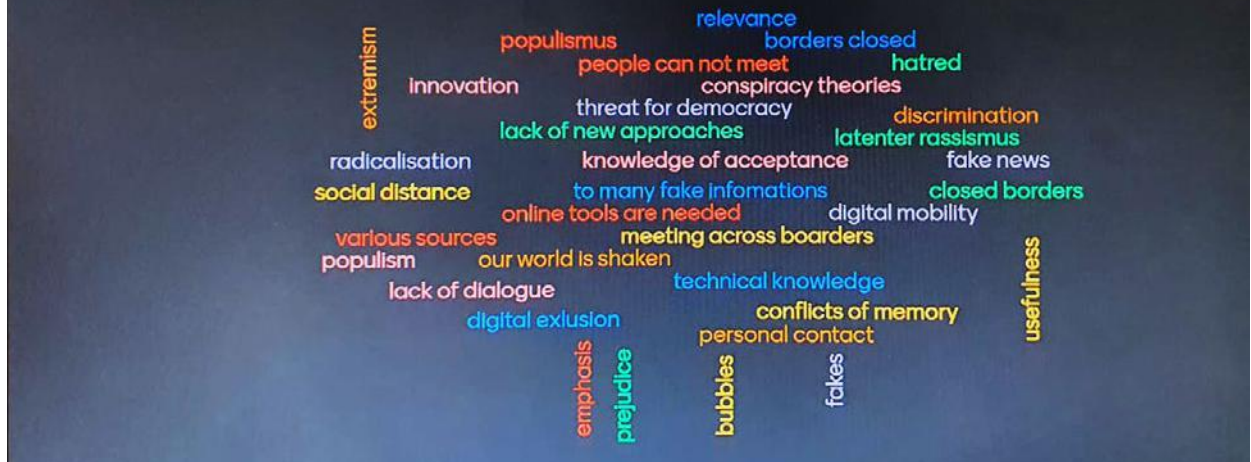 relevance
populismus
borders closed
extremism
people can not meet
hatred
innovation
conspiracy theories
threat for democracy
discrimination
lack of new approaches
latenter rassismus
radicalisation
knowledge of acceptance
fake news
social distance
to many fake infomations
closed borders
online tools are needed
digital mobility
various sources
meeting across boarders
populism
our world is shaken
usefulness
technical knowledge
lack of dialogue
conflicts of memory
digital exlusion
personal contact
emphasis
prejudice
bubbles
fakes